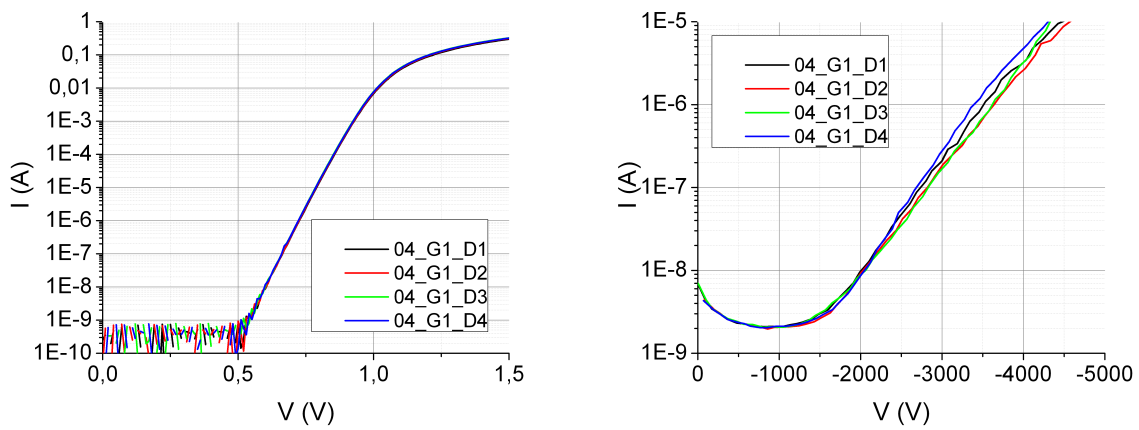 1
0,1
0,01
1E-3
1E-4
1E-5
1E-6
1E-7
1E-8
1E-9
1E-10
I (A)
04_G1_D1
04_G1_D2
04_G1_D3
04_G1_D4
0,0
0,5
1,0
1,5
V (V)
1E-5
1E-6
1E-7
1E-8
1E-9
I (A)
04_G1_D1
04_G1_D2
04_G1_D3
04_G1_D4
0
-1000
-2000
-3000
-4000
-5000
V (V)